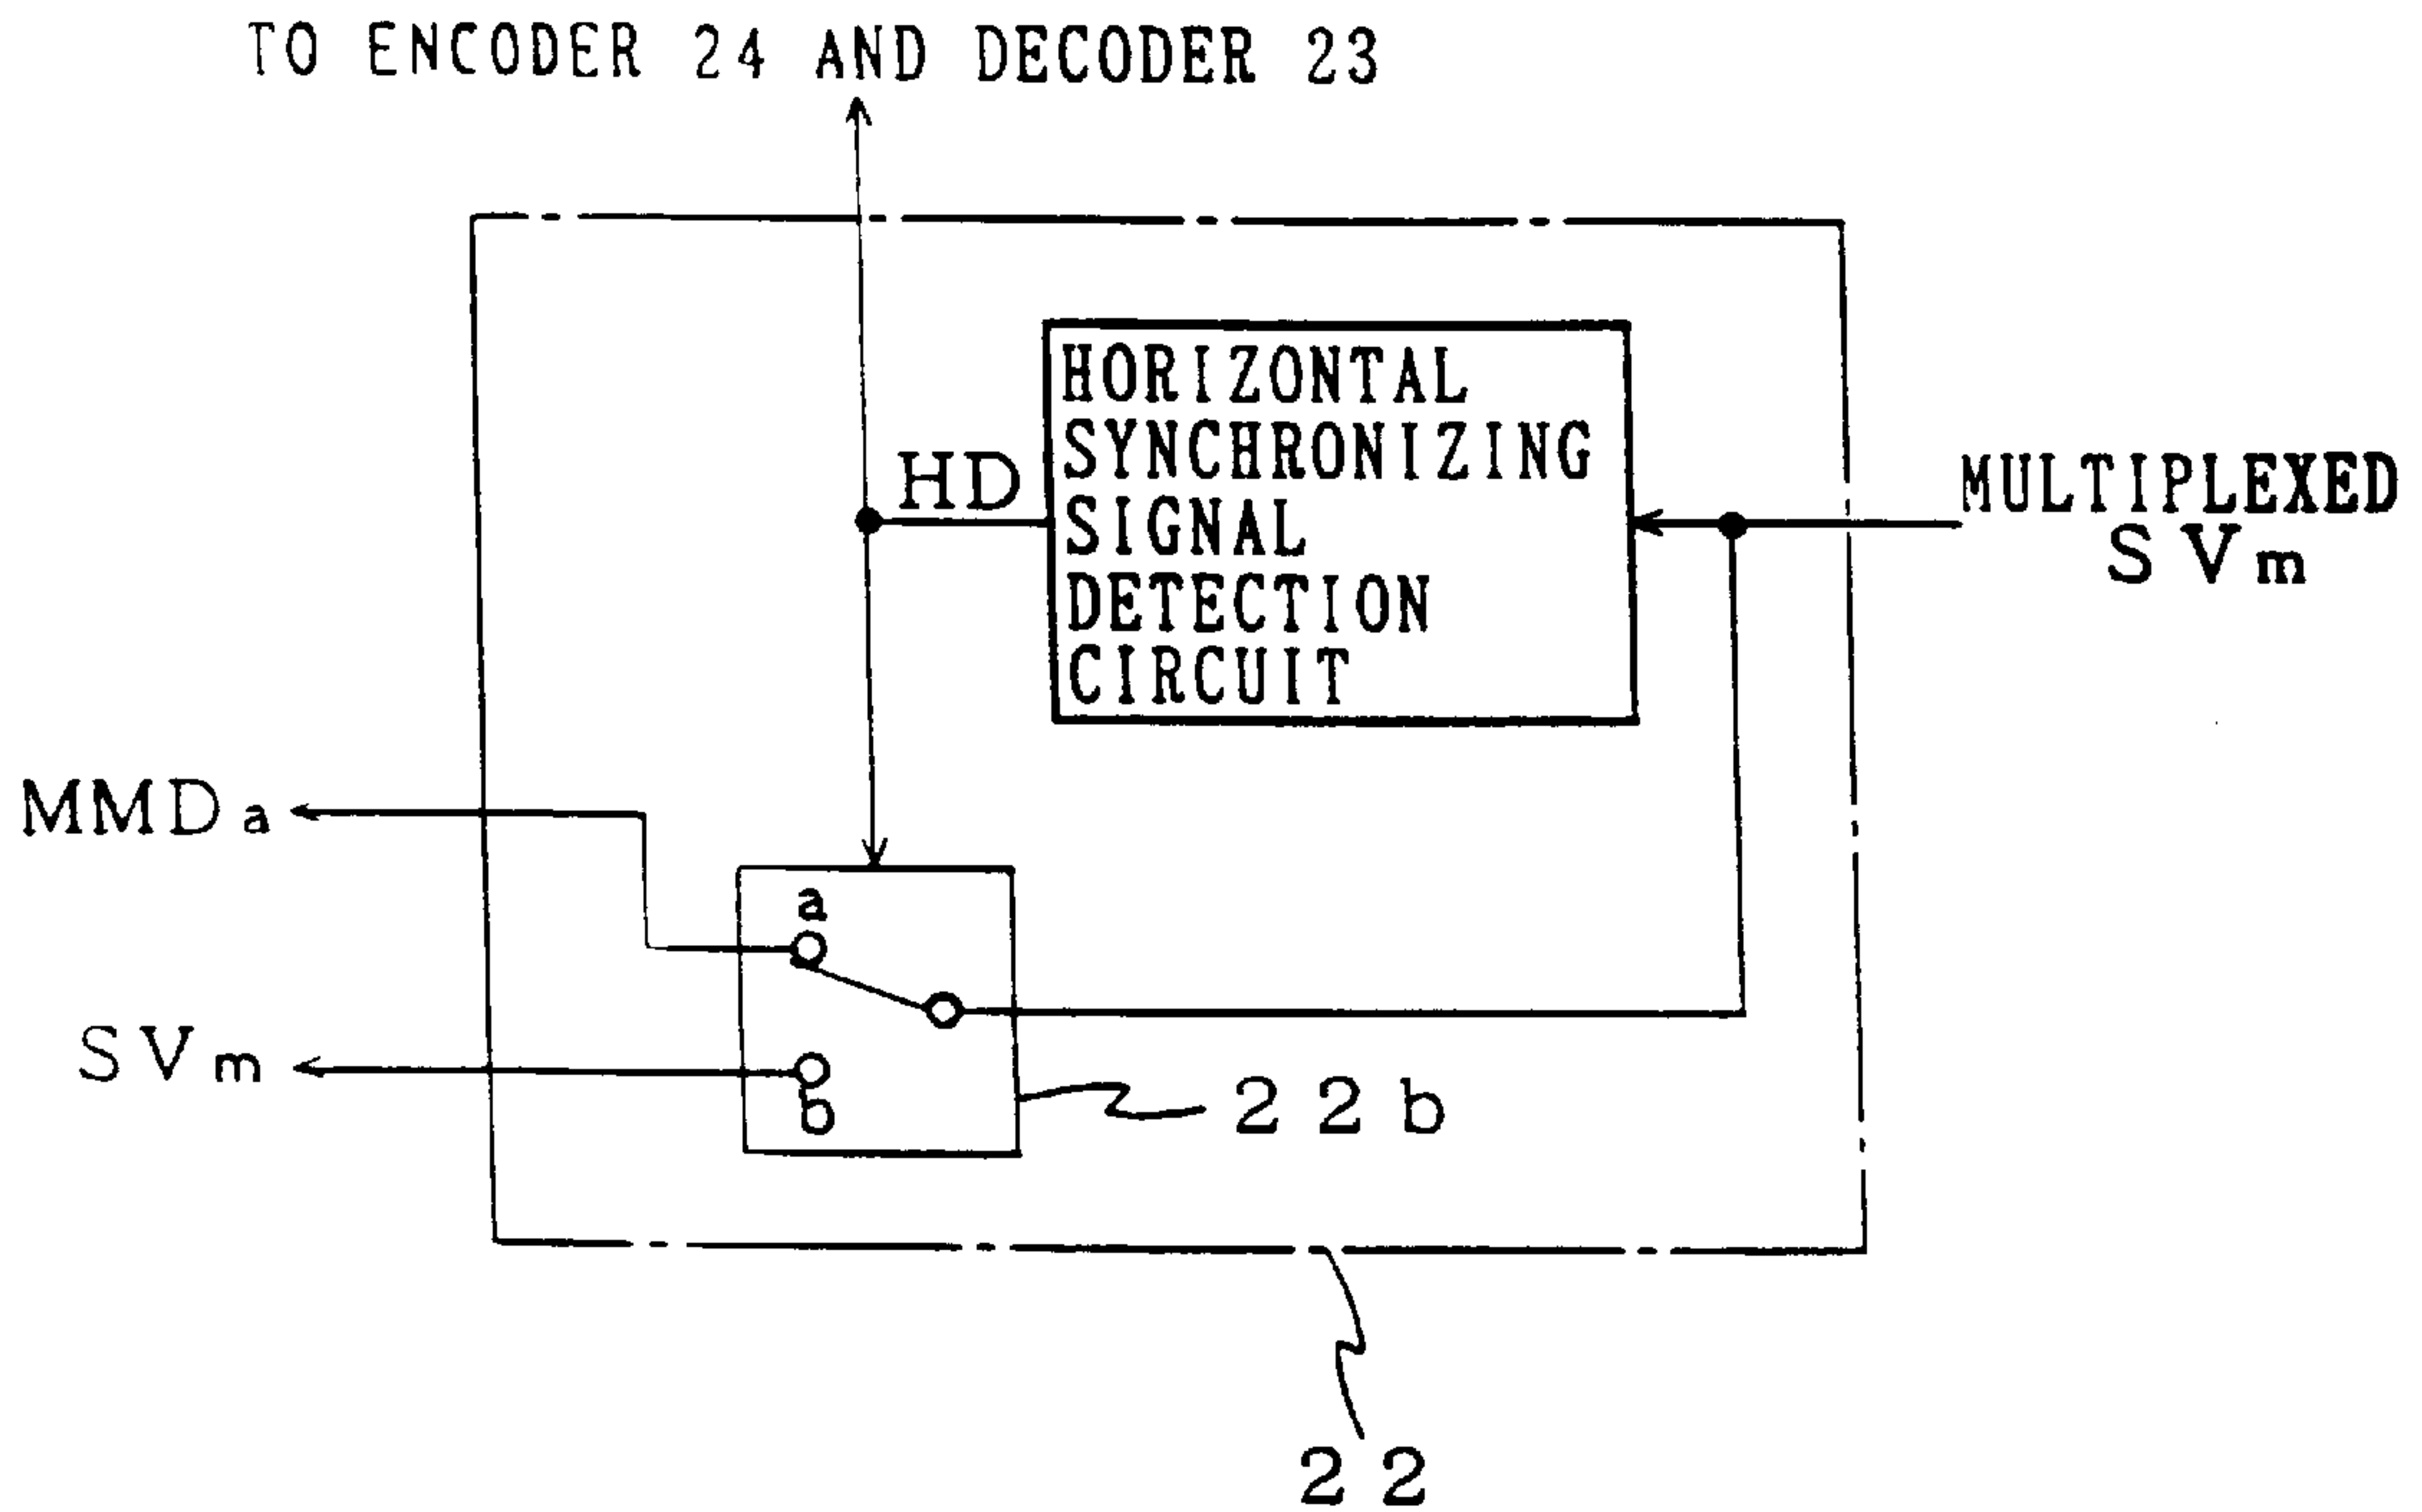 TO ENCODER 24 AND DECODER 23
HORIZONTAL
SYNCHRONIZING
SIGNAL
DETECTION
CIRCUIT
HD
MULTIPLEXED
SVm
MMDa
a
SVm
b
22b
22